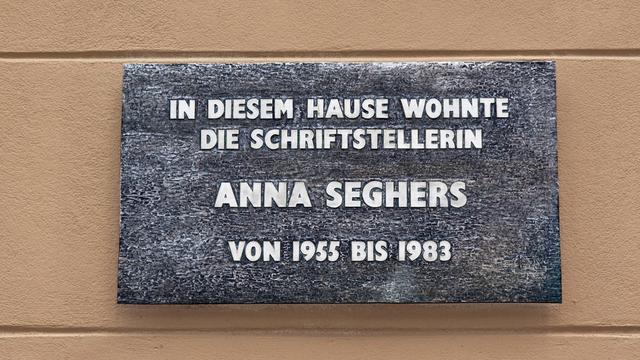 IN DIESEM HAUSE WOHNTE
DIE SCHRIFTSTELLERIN
ANNA SEGHERS
VON 1955 BIS 1983